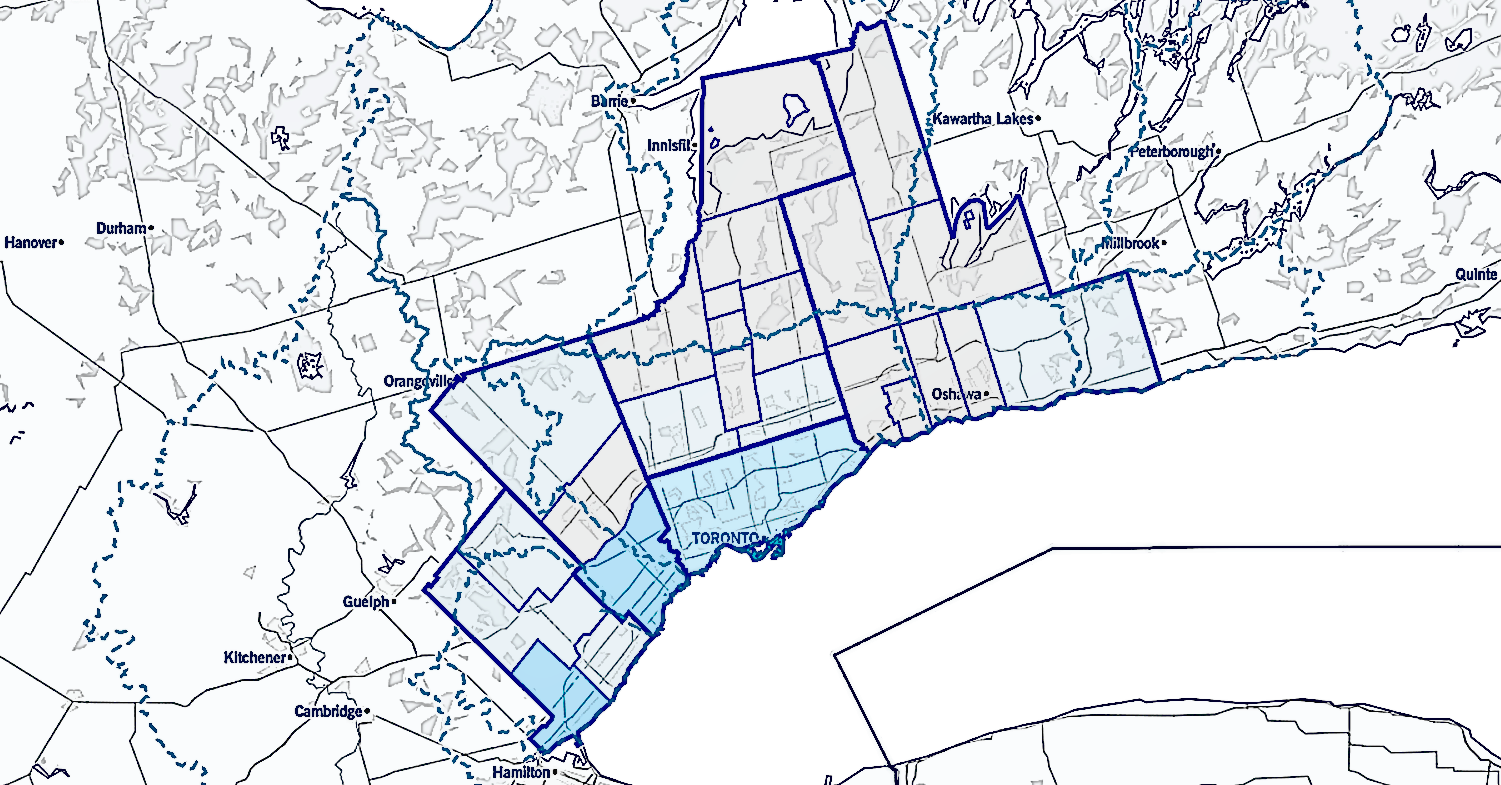 Barrie
Kawartha Lakes
Innisfil
Peterborough
Hanover
Durham
Millbrook
Quinte
Orangeville
Oshawa
TORONTO
Guelph
Kitchener
Cambridge
Hamilton